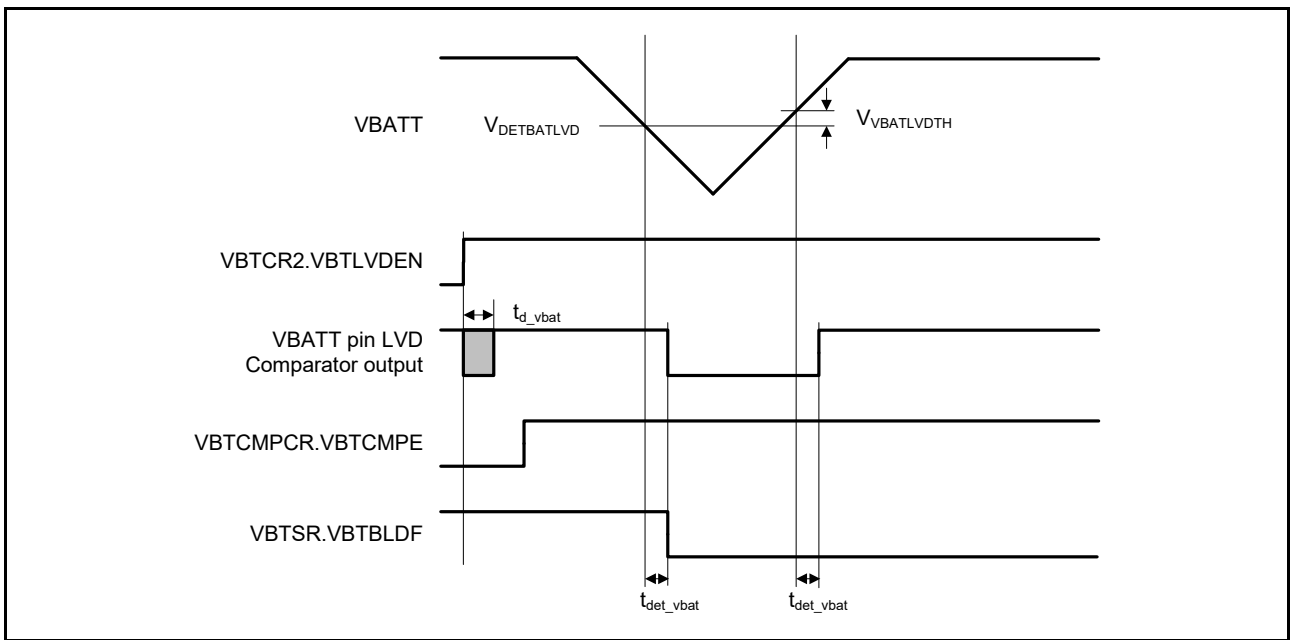 VBATT
VDETBATLVD
VVBATLVDTH
VBTCR2.VBTLVDEN
td_vbat
VBATT pin LVD
Comparator output
VBTCMPCR.VBTCMPE
VBTSR.VBTBLDF
tdet_vbat
tdet_vbat